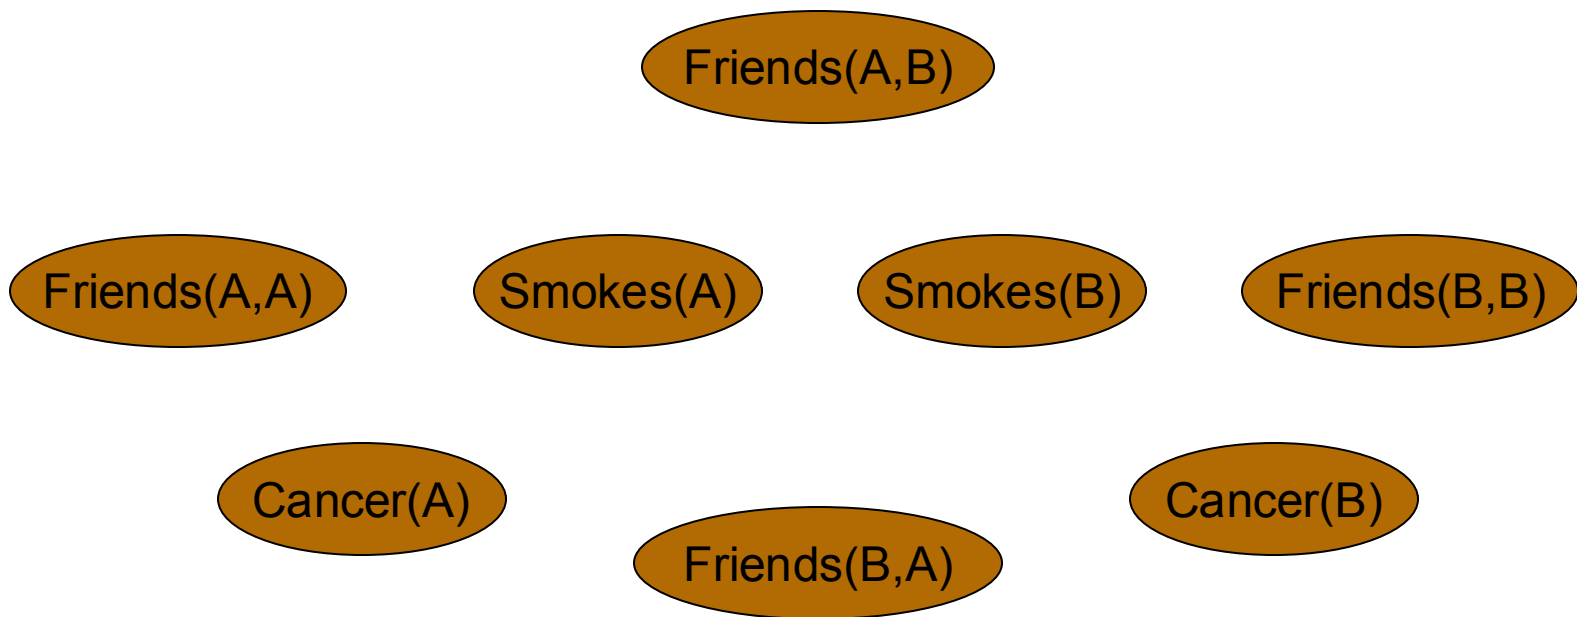 Friends(A,B)
Friends(A,A)
Smokes(A)
Smokes(B)
Friends(B,B)
Cancer(A)
Cancer(B)
Friends(B,A)